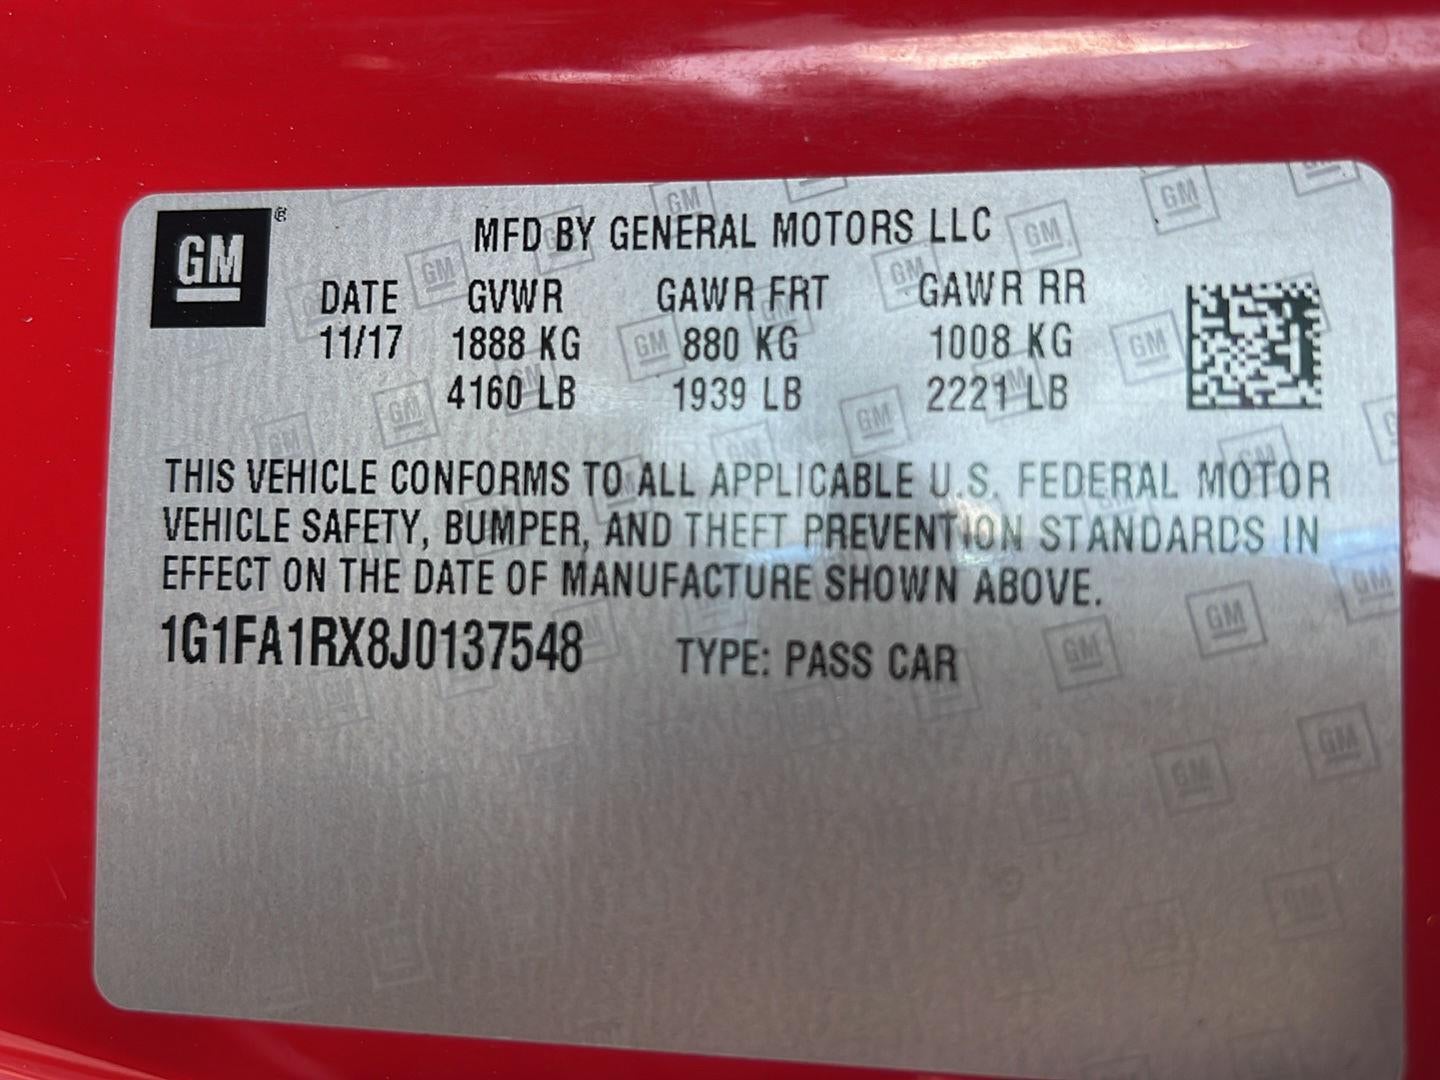 GM ®
MFD BY GENERAL MOTORS LLC
DATE GVWR GAWR FRT GAWR RR
11/17 1888 KG 880 KG 1008 KG
4160 LB 1939 LB 2221 LB
THIS VEHICLE CONFORMS TO ALL APPLICABLE U.S. FEDERAL MOTOR
VEHICLE SAFETY, BUMPER, AND THEFT PREVENTION STANDARDS IN
EFFECT ON THE DATE OF MANUFACTURE SHOWN ABOVE.
1G1FA1RX8J0137548 TYPE: PASS CAR